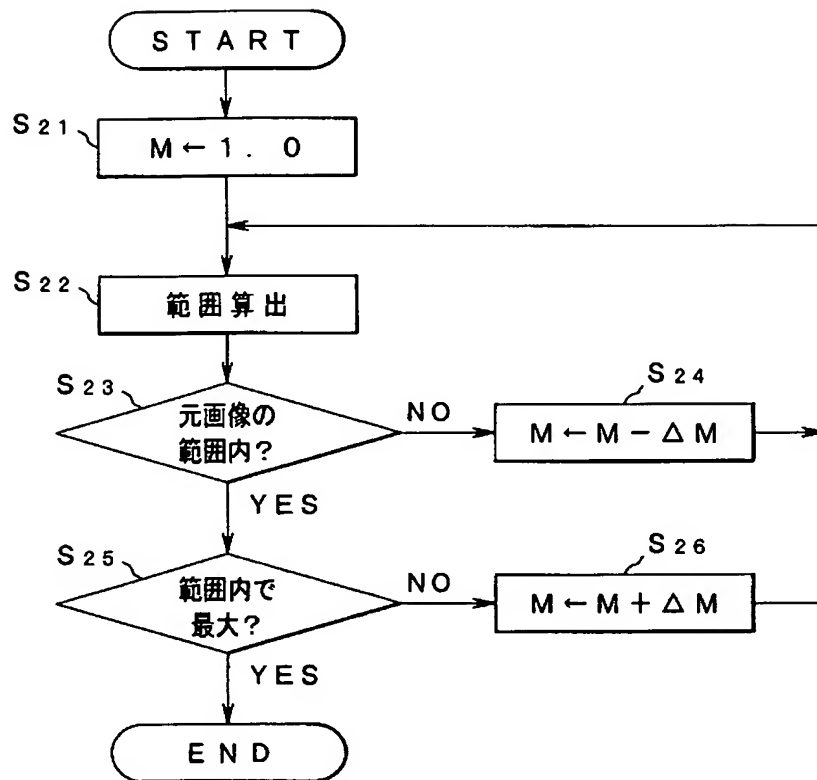 START
S21
M←1.0
S22
範囲算出
S23
元画像の
範囲内?
NO
S24
M←M-ΔM
YES
S25
範囲内で
最大?
NO
S26
M←M+ΔM
YES
END